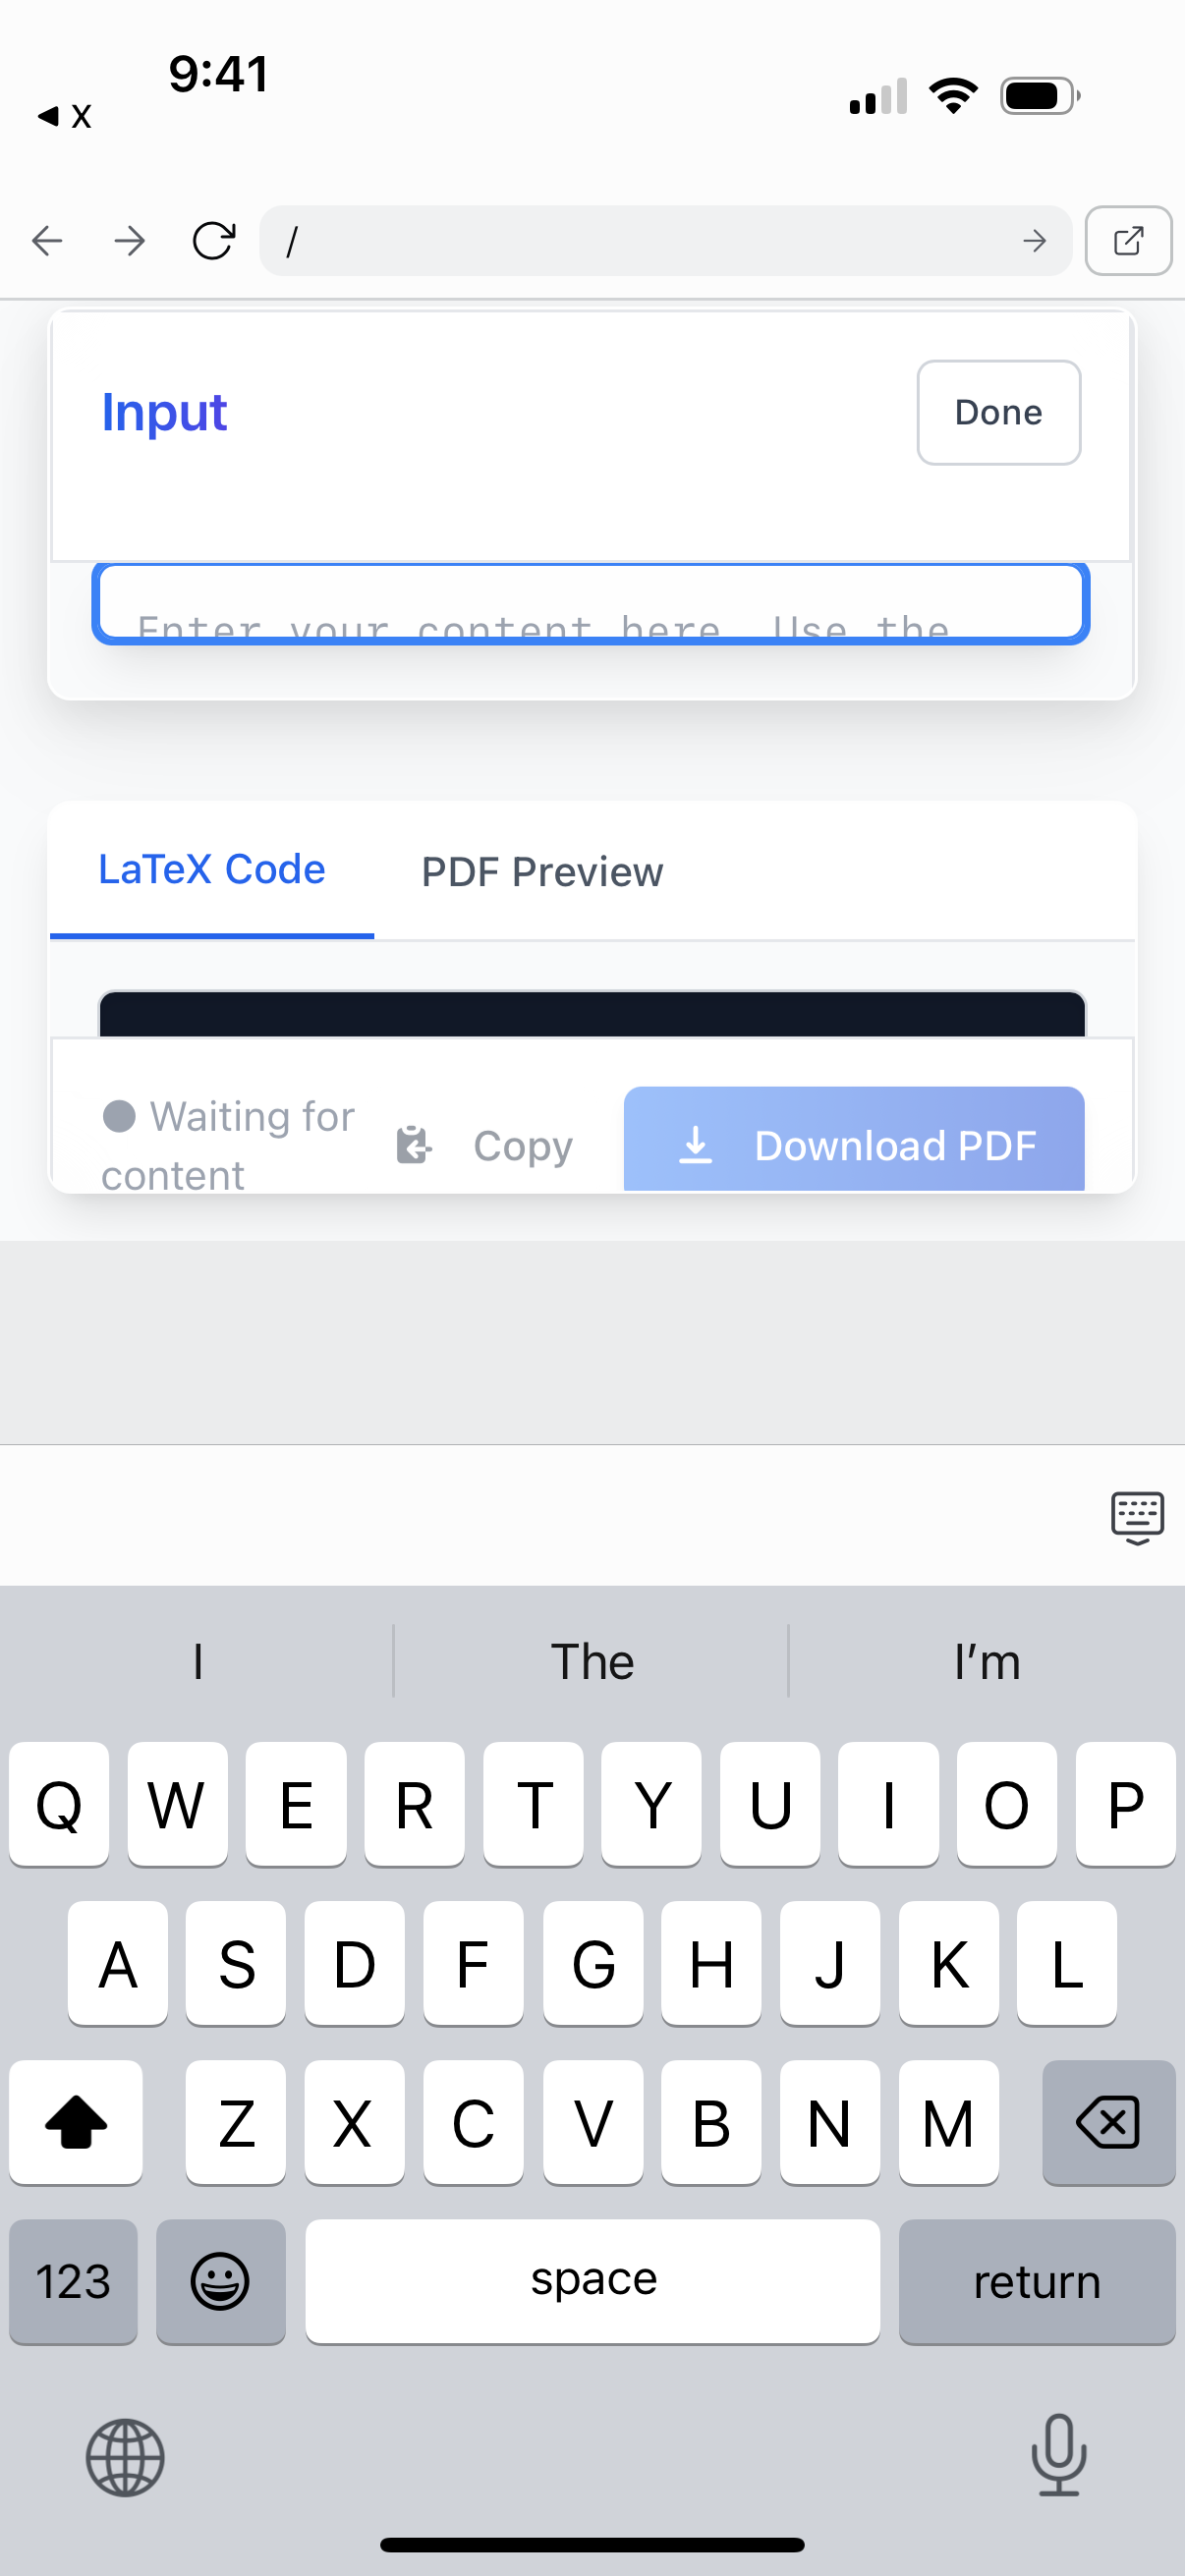 9:41
◀ X
/
Input
Done
Enter your content here. Use the
LaTeX Code
PDF Preview
Waiting for
content
Copy
Download PDF
I
The
I’m
Q W E R T Y U I O P
A S D F G H J K L
Z X C V B N M
123
space
return